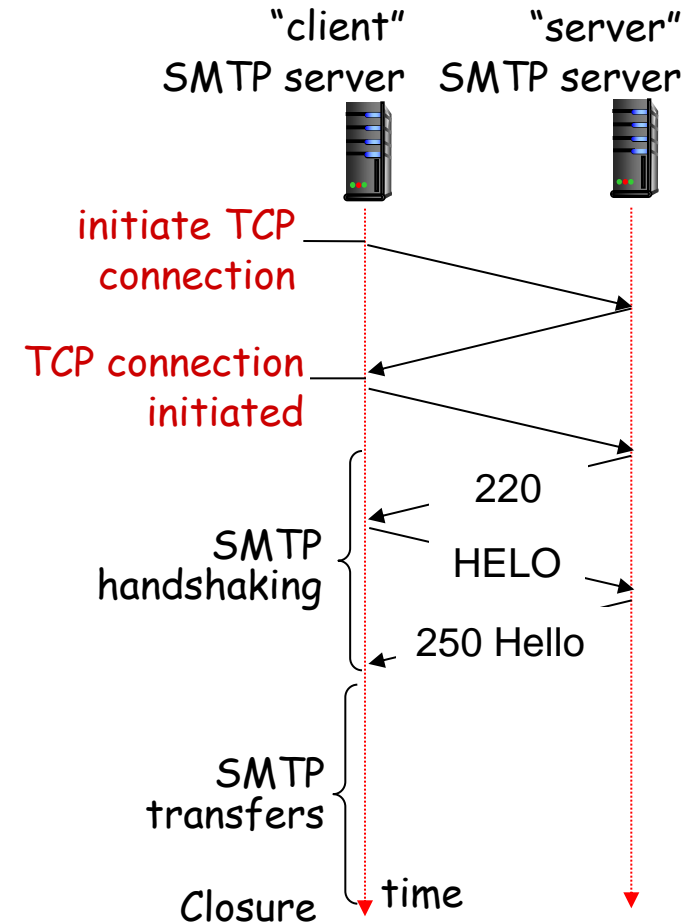 “client” “server”
SMTP server SMTP server
initiate TCP
connection
TCP connection
initiated
220
SMTP
handshaking
HELO
250 Hello
SMTP
transfers
time
Closure